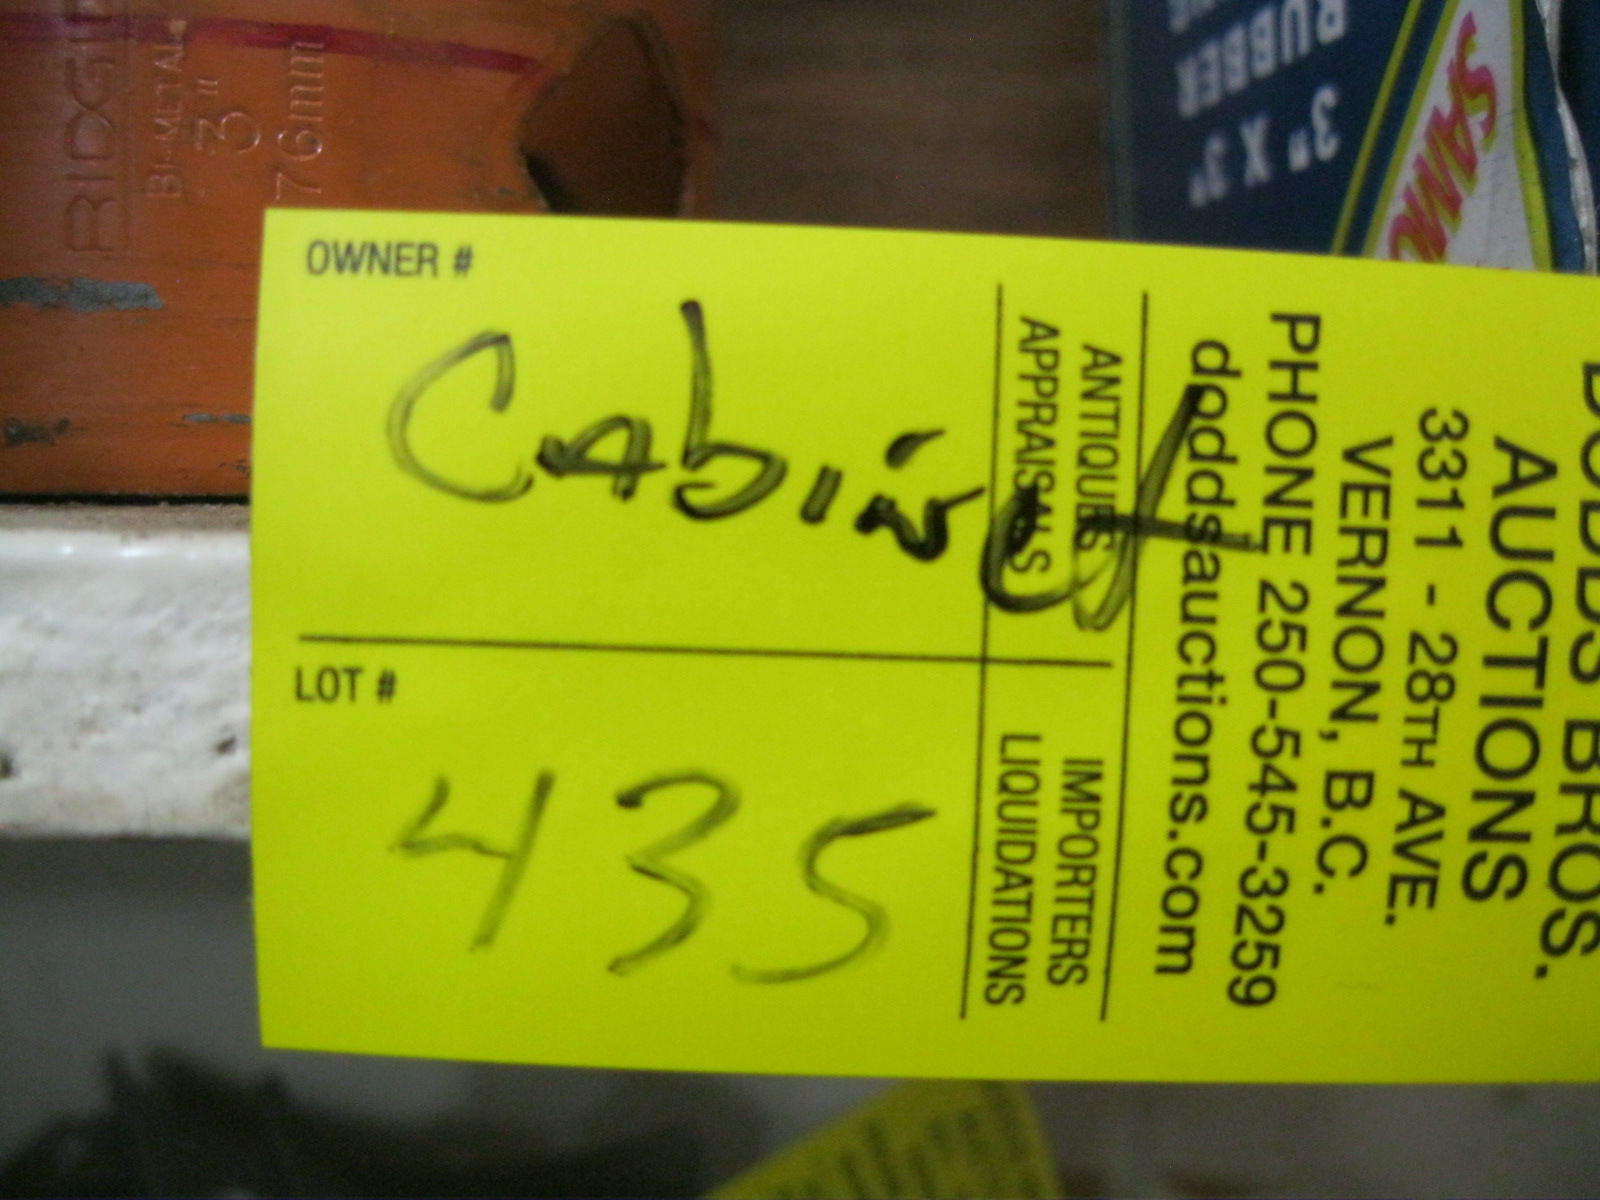 RIDGI
BI-METAL
3"
76mm
RUBBER
3" X 3"
OWNER #
Cabinet
LOT #
435
ANTIQUES
APPRAISALS
IMPORTERS
LIQUIDATIONS
DODDS BROS.
AUCTIONS
3311 - 28TH AVE.
VERNON, B.C.
PHONE 250-545-3259
doddsauctions.com